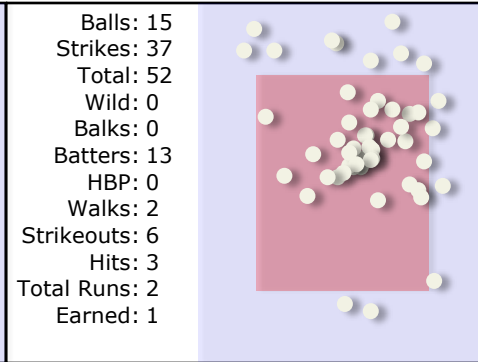 Balls: 15
Strikes: 37
Total: 52
Wild: 0
Balks: 0
Batters: 13
HBP: 0
Walks: 2
Strikeouts: 6
Hits: 3
Total Runs: 2
Earned: 1